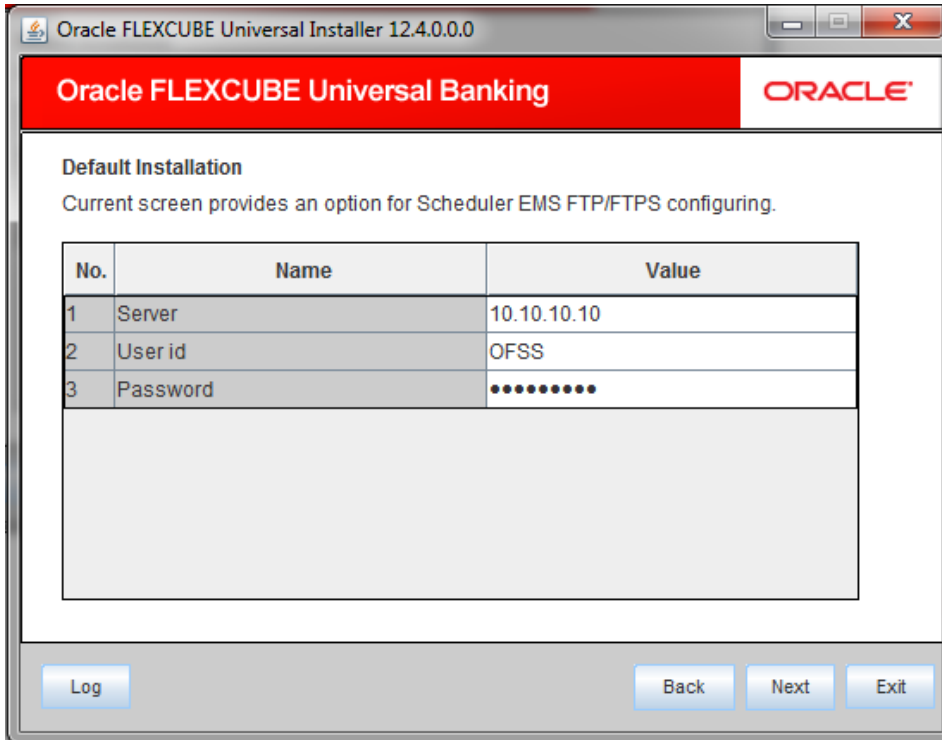 Oracle FLEXCUBE Universal Installer 12.4.0.0.0
Oracle FLEXCUBE Universal Banking
ORACLE
Default Installation
Current screen provides an option for Scheduler EMS FTP/FTPS configuring.
No. Name Value
1 Server 10.10.10.10
2 User id OFSS
3 Password •••••••••
Log Back Next Exit